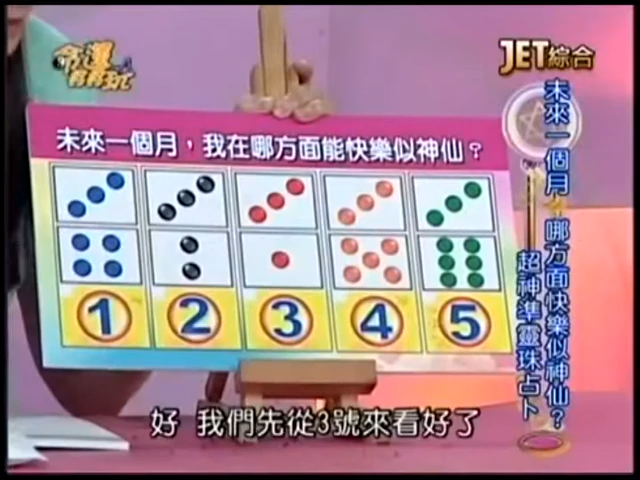 命運好好玩
JET綜合
未來一個月，我在哪方面能快樂似神仙？
1 2 3 4 5
未來一個月，哪方面快樂似神仙？
超神準靈珠占卜
好 我們先從3號來看好了